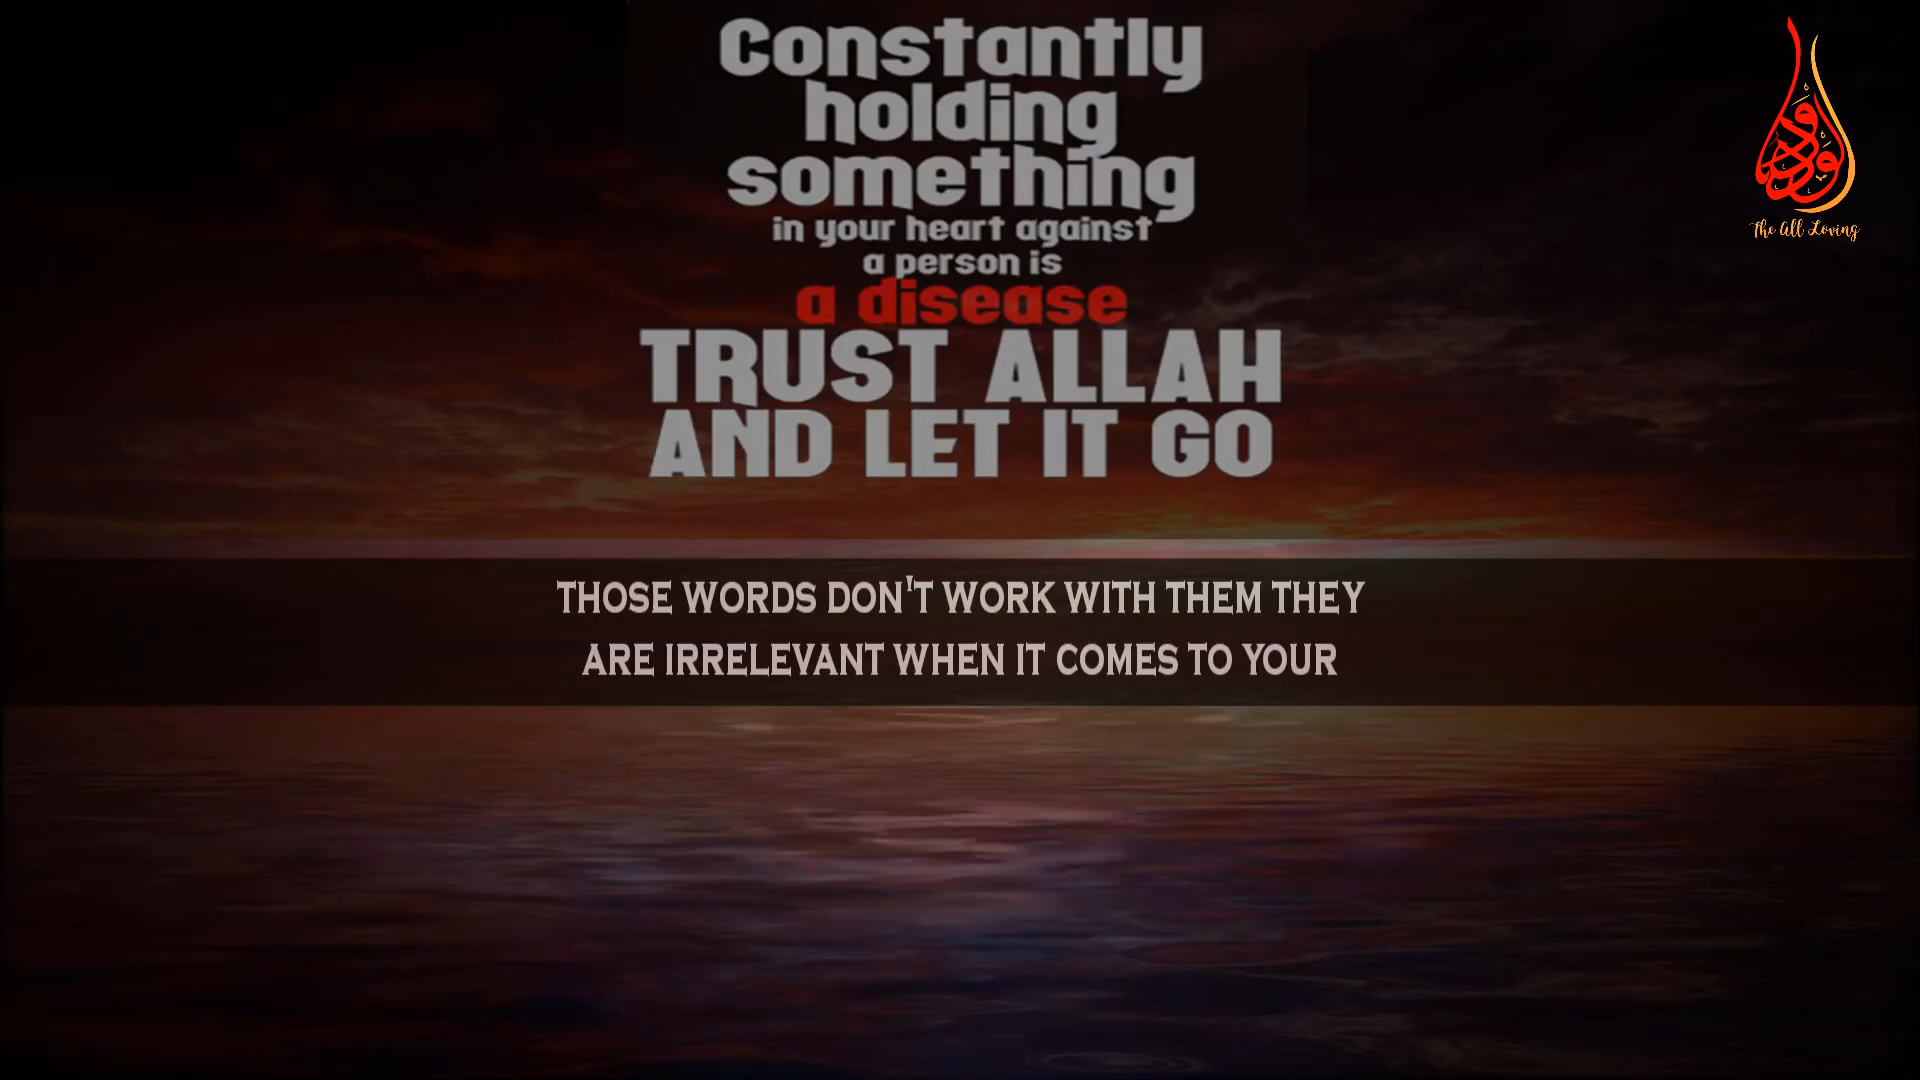 Constantly
holding
something
in your heart against
a person is
a disease
TRUST ALLAH
AND LET IT GO
The All Loving
THOSE WORDS DON'T WORK WITH THEM THEY
ARE IRRELEVANT WHEN IT COMES TO YOUR